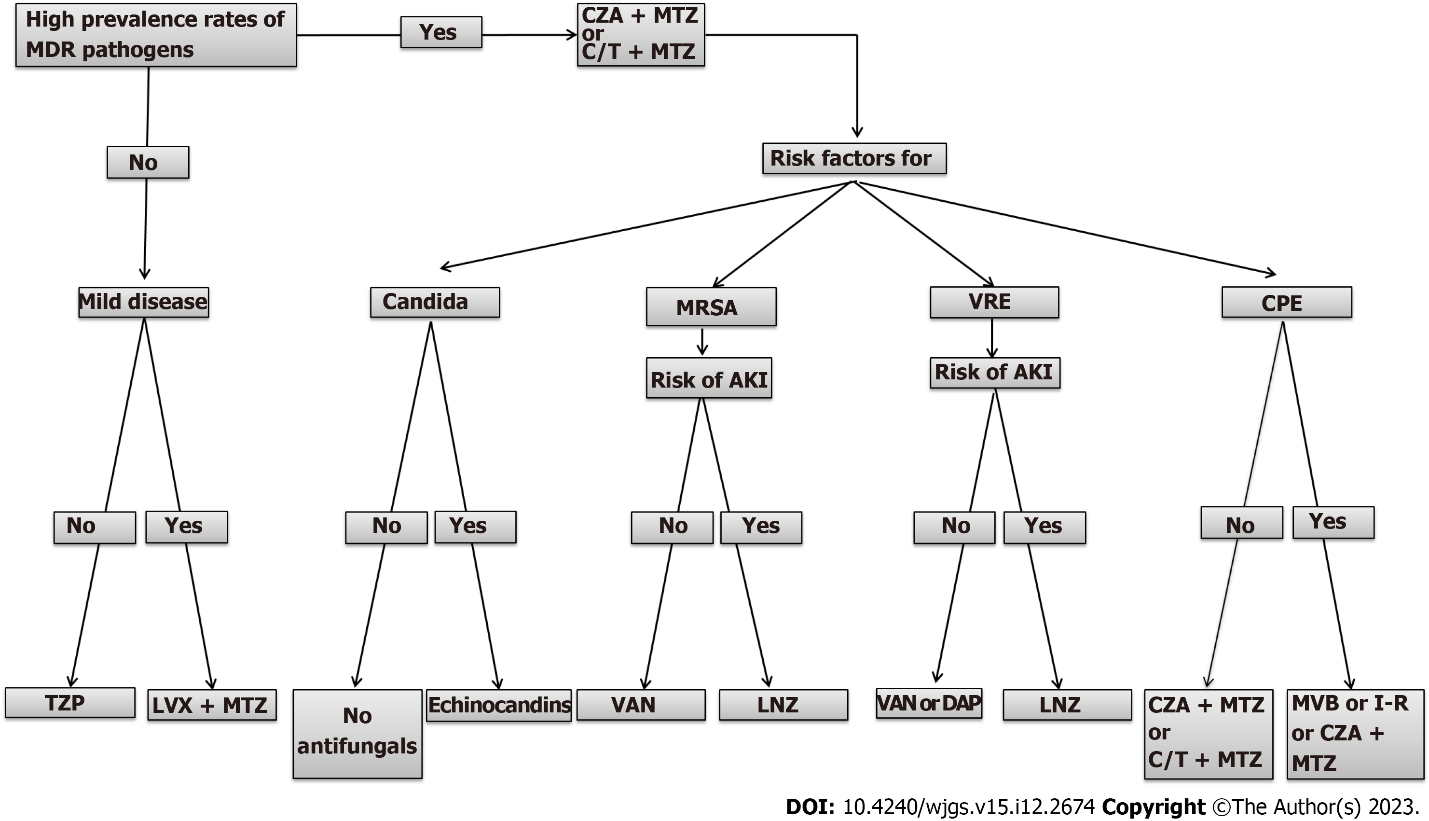 High prevalence rates of
MDR pathogens
Yes
CZA + MTZ
or
C/T + MTZ
No
Risk factors for
Mild disease
Candida
MRSA
VRE
CPE
Risk of AKI
Risk of AKI
No
Yes
No
Yes
No
Yes
No
Yes
No
Yes
TZP
LVX + MTZ
No
antifungals
Echinocandins
VAN
LNZ
VAN or DAP
LNZ
CZA + MTZ
or
C/T + MTZ
MVB or I-R
or CZA +
MTZ
DOI: 10.4240/wjgs.v15.i12.2674 Copyright ©The Author(s) 2023.